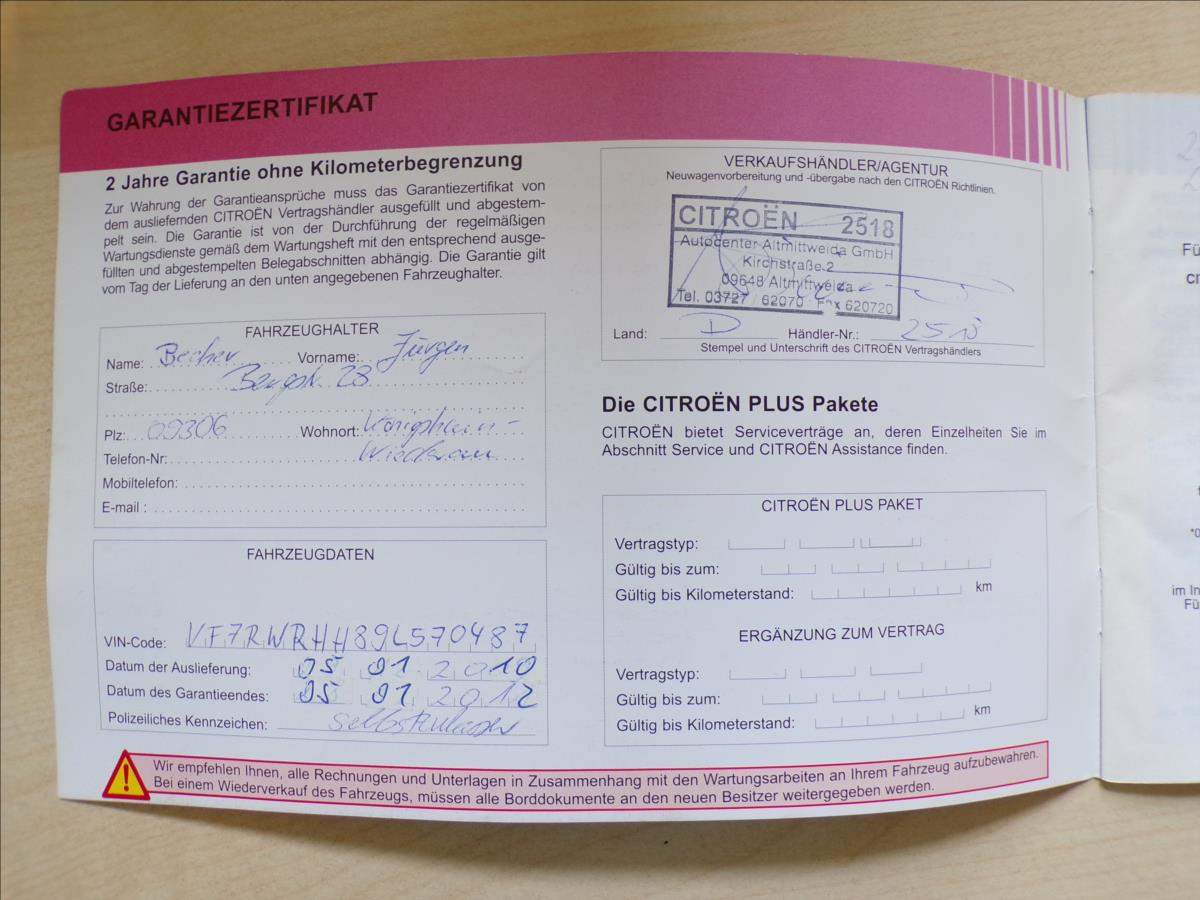 GARANTIEZERTIFIKAT
2 Jahre Garantie ohne Kilometerbegrenzung
Zur Wahrung der Garantieansprüche muss das Garantiezertifikat von
dem ausliefernden CITROËN Vertragshändler ausgefüllt und abgestem-
pelt sein. Die Garantie ist von der Durchführung der regelmäßigen
Wartungsdienste gemäß dem Wartungsheft mit den entsprechend ausge-
füllten und abgestempelten Belegabschnitten abhängig. Die Garantie gilt
vom Tag der Lieferung an den unten angegebenen Fahrzeughalter.
FAHRZEUGHALTER
Name: Becher Vorname: Jürgen
Straße: Bergstr. 23
Plz: 09306 Wohnort: Königshain-
Telefon-Nr: Wiederau
Mobiltelefon:
E-mail :
FAHRZEUGDATEN
VIN-Code: VF7RWRHH89L570487
Datum der Auslieferung: 05 01 2010
Datum des Garantieendes: 05 01 2012
Polizeiliches Kennzeichen: Selbstzulasser
VERKAUFSHÄNDLER/AGENTUR
Neuwagenvorbereitung und -übergabe nach den CITROËN Richtlinien.
CITROËN 2518
Autocenter Altmittweida GmbH
Kirchstraße 2
09648 Altmittweida
Tel. 03727 62070 Fax 620720
Land: D Händler-Nr.: 2518
Stempel und Unterschrift des CITROËN Vertragshändlers
Die CITROËN PLUS Pakete
CITROËN bietet Serviceverträge an, deren Einzelheiten Sie im
Abschnitt Service und CITROËN Assistance finden.
CITROËN PLUS PAKET
Vertragstyp:
Gültig bis zum:
Gültig bis Kilometerstand: km
ERGÄNZUNG ZUM VERTRAG
Vertragstyp:
Gültig bis zum:
Gültig bis Kilometerstand: km
Wir empfehlen Ihnen, alle Rechnungen und Unterlagen in Zusammenhang mit den Wartungsarbeiten an Ihrem Fahrzeug aufzubewahren.
Bei einem Wiederverkauf des Fahrzeugs, müssen alle Borddokumente an den neuen Besitzer weitergegeben werden.